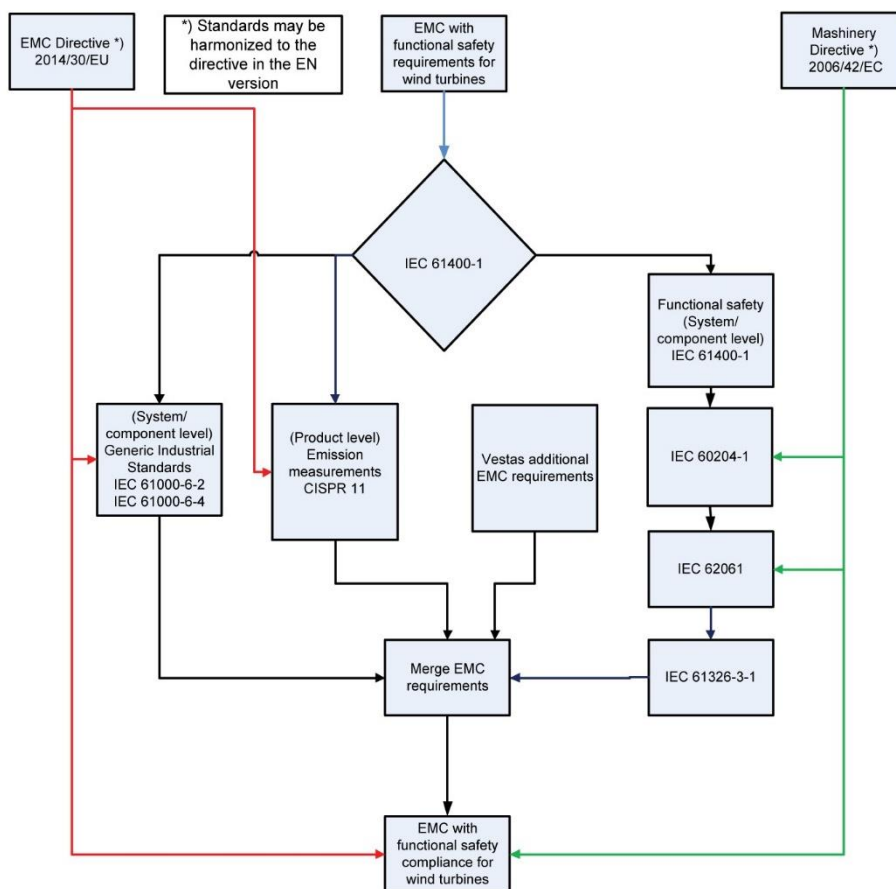 EMC Directive *)
2014/30/EU
*) Standards may be
harmonized to the
directive in the EN
version
EMC with
functional safety
requirements for
wind turbines
Mashinery
Directive *)
2006/42/EC
IEC 61400-1
Functional safety
(System/
component level)
IEC 61400-1
(System/
component level)
Generic Industrial
Standards
IEC 61000-6-2
IEC 61000-6-4
(Product level)
Emission
measurements
CISPR 11
Vestas additional
EMC requirements
IEC 60204-1
IEC 62061
Merge EMC
requirements
IEC 61326-3-1
EMC with
functional safety
compliance for
wind turbines